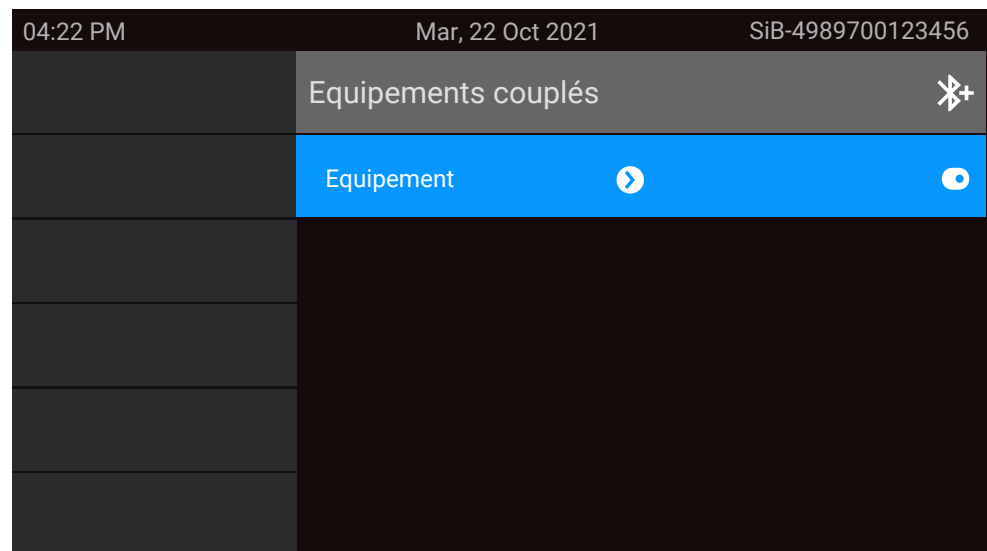 04:22 PM Mar, 22 Oct 2021 SiB-4989700123456
Equipements couplés
Equipement